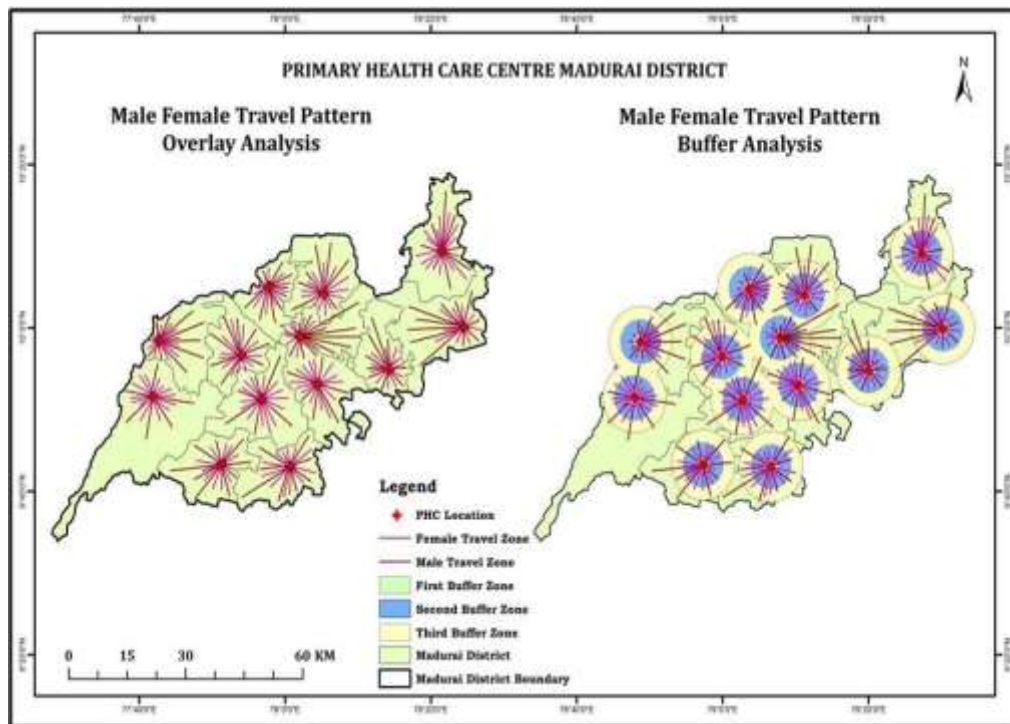 PRIMARY HEALTH CARE CENTRE MADURAI DISTRICT
N
Male Female Travel Pattern
Overlay Analysis
Male Female Travel Pattern
Buffer Analysis
Legend
PHC Location
Female Travel Zone
Male Travel Zone
First Buffer Zone
Second Buffer Zone
Third Buffer Zone
Madurai District
Madurai District Boundary
0 15 30 60 KM